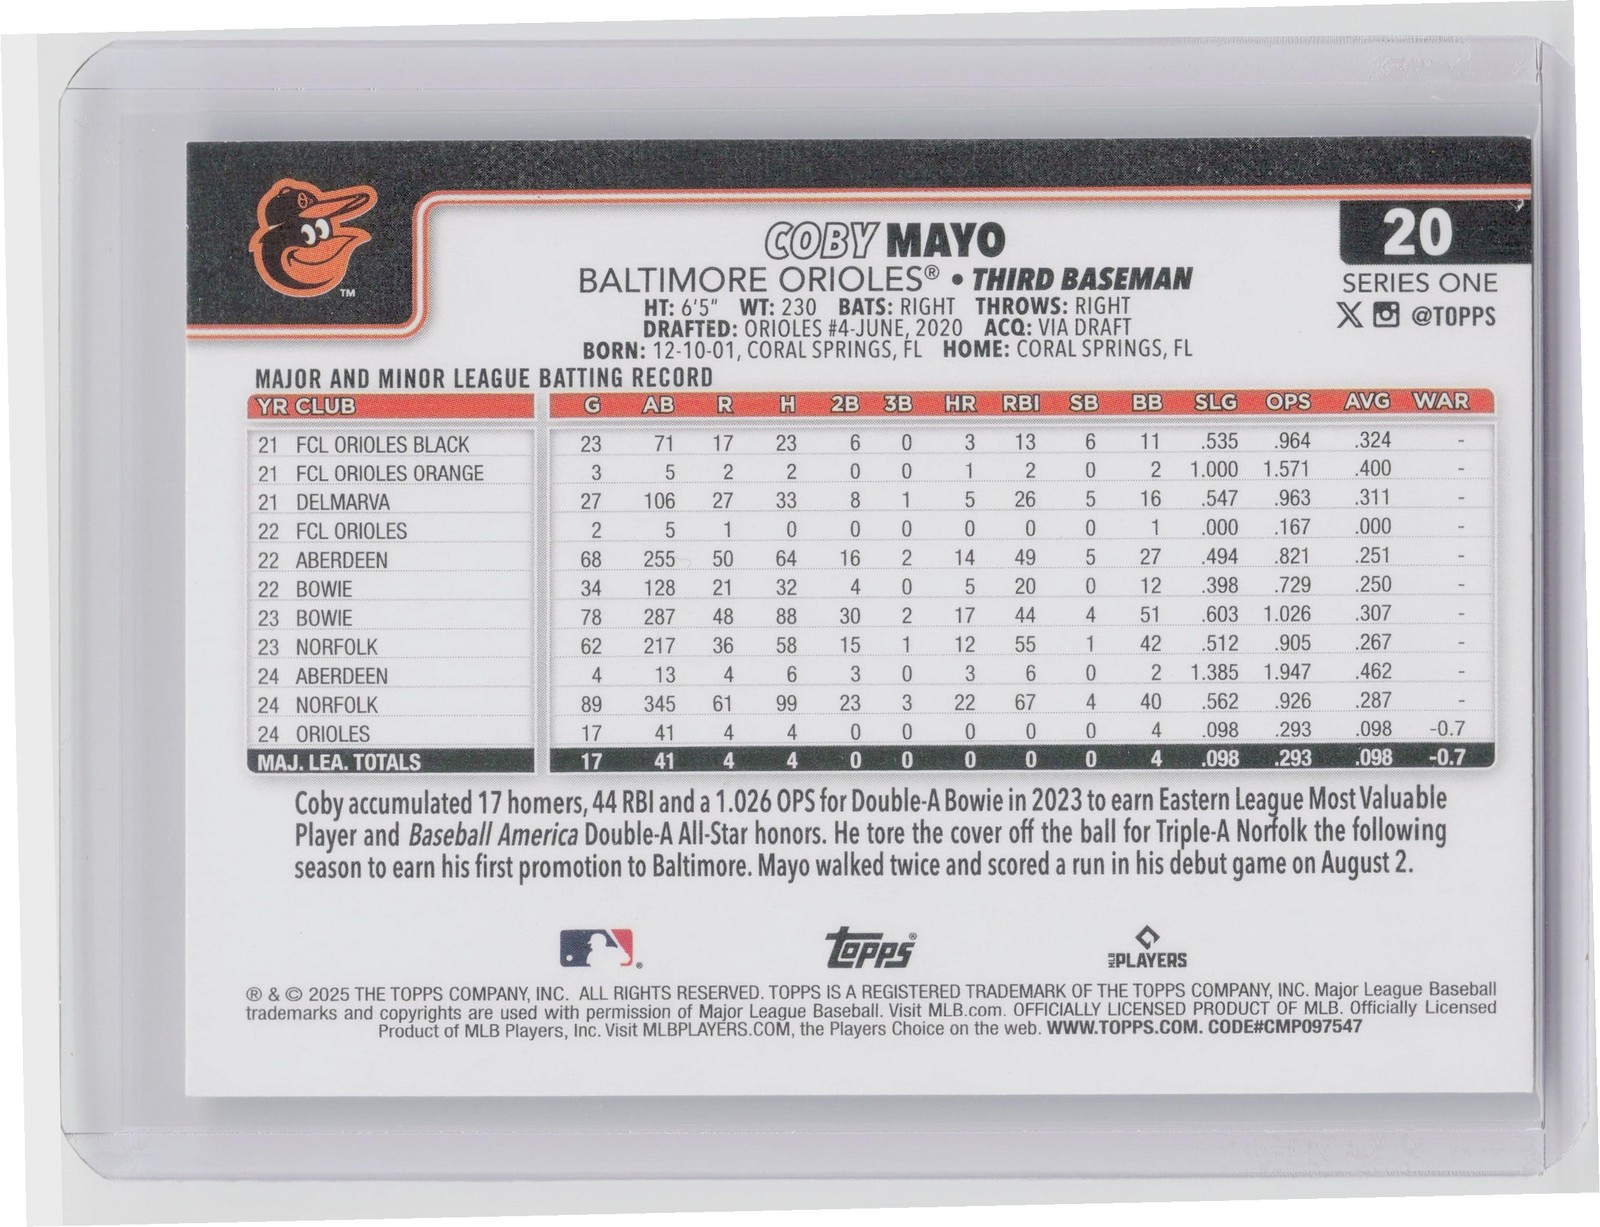 20
COBY MAYO
BALTIMORE ORIOLES® • THIRD BASEMAN
SERIES ONE
HT: 6'5" WT: 230 BATS: RIGHT THROWS: RIGHT
@TOPPS
DRAFTED: ORIOLES #4-JUNE, 2020 ACQ: VIA DRAFT
BORN: 12-10-01, CORAL SPRINGS, FL HOME: CORAL SPRINGS, FL
TM
MAJOR AND MINOR LEAGUE BATTING RECORD
YR CLUB G AB R H 2B 3B HR RBI SB BB SLG OPS AVG WAR
21 FCL ORIOLES BLACK 23 71 17 23 6 0 3 13 6 11 .535 .964 .324 -
21 FCL ORIOLES ORANGE 3 5 2 2 0 0 1 2 0 2 1.000 1.571 .400 -
21 DELMARVA 27 106 27 33 8 1 5 26 5 16 .547 .963 .311 -
22 FCL ORIOLES 2 5 1 0 0 0 0 0 0 1 .000 .167 .000 -
22 ABERDEEN 68 255 50 64 16 2 14 49 5 27 .494 .821 .251 -
22 BOWIE 34 128 21 32 4 0 5 20 0 12 .398 .729 .250 -
23 BOWIE 78 287 48 88 30 2 17 44 4 51 .603 1.026 .307 -
23 NORFOLK 62 217 36 58 15 1 12 55 1 42 .512 .905 .267 -
24 ABERDEEN 4 13 4 6 3 0 3 6 0 2 1.385 1.947 .462 -
24 NORFOLK 89 345 61 99 23 3 22 67 4 40 .562 .926 .287 -
24 ORIOLES 17 41 4 4 0 0 0 0 0 4 .098 .293 .098 -0.7
MAJ. LEA. TOTALS 17 41 4 4 0 0 0 0 0 4 .098 .293 .098 -0.7
Coby accumulated 17 homers, 44 RBI and a 1.026 OPS for Double-A Bowie in 2023 to earn Eastern League Most Valuable
Player and Baseball America Double-A All-Star honors. He tore the cover off the ball for Triple-A Norfolk the following
season to earn his first promotion to Baltimore. Mayo walked twice and scored a run in his debut game on August 2.
Topps® MLB PLAYERS
® & © 2025 THE TOPPS COMPANY, INC. ALL RIGHTS RESERVED. TOPPS IS A REGISTERED TRADEMARK OF THE TOPPS COMPANY, INC. Major League Baseball
trademarks and copyrights are used with permission of Major League Baseball. Visit MLB.com. OFFICIALLY LICENSED PRODUCT OF MLB. Officially Licensed
Product of MLB Players, Inc. Visit MLBPLAYERS.COM, the Players Choice on the web. WWW.TOPPS.COM. CODE#CMP097547